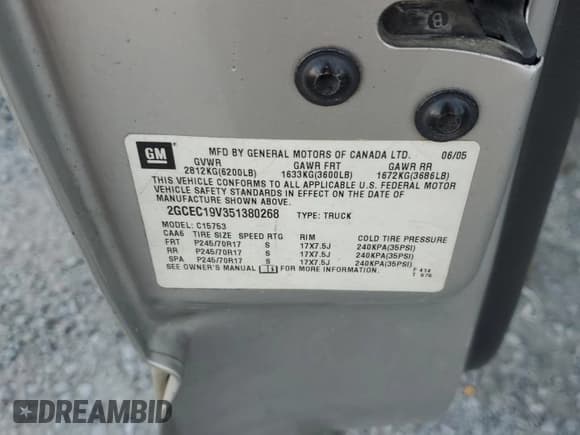 GM
MFD BY GENERAL MOTORS OF CANADA LTD. 06/05
GVWR GAWR FRT GAWR RR
2812KG(6200LB) 1633KG(3600LB) 1672KG(3686LB)
THIS VEHICLE CONFORMS TO ALL APPLICABLE U.S. FEDERAL MOTOR
VEHICLE SAFETY STANDARDS IN EFFECT ON THE DATE OF
MANUFACTURE SHOWN ABOVE.
2GCEC19V351380268 TYPE: TRUCK
MODEL: C15753
CAA6 TIRE SIZE SPEED RTG RIM COLD TIRE PRESSURE
FRT P245/70R17 S 17X7.5J 240KPA(35PSI)
RR P245/70R17 S 17X7.5J 240KPA(35PSI)
SPA P245/70R17 S 17X7.5J 240KPA(35PSI)
SEE OWNER'S MANUAL FOR MORE INFORMATION.
F 414
T 076
DREAMBID